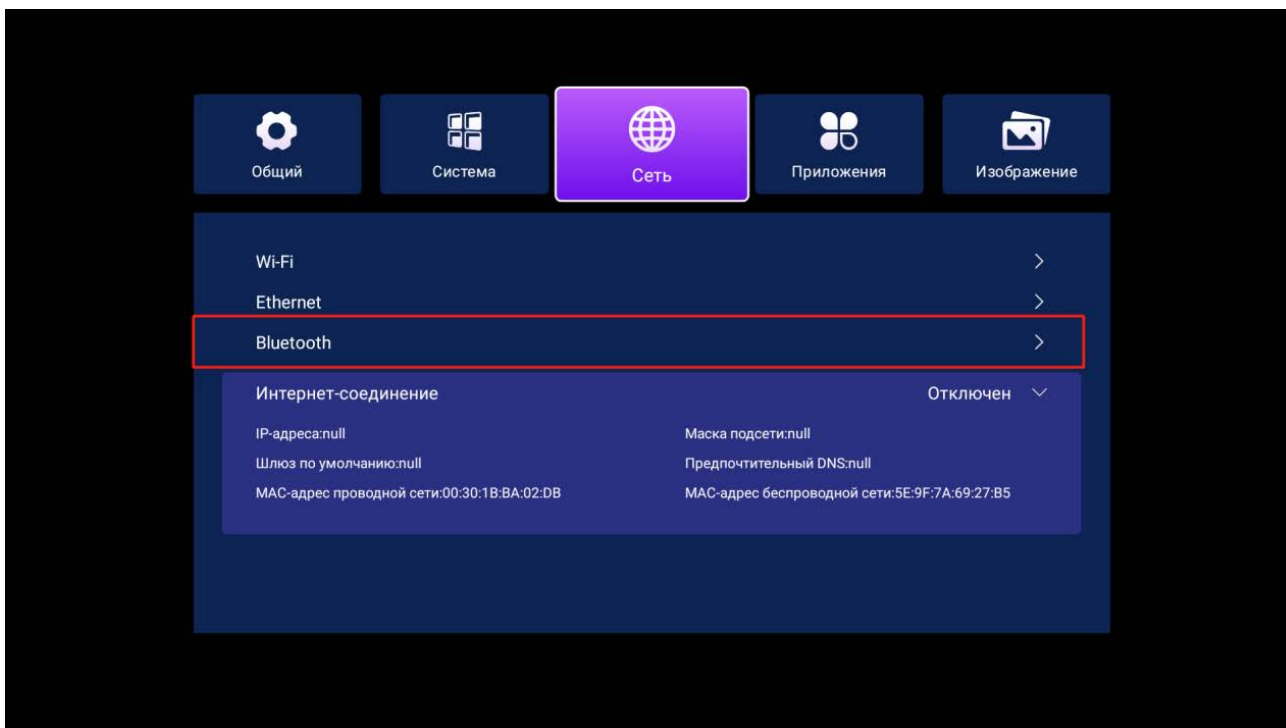 Общий Система Сеть Приложения Изображение
Wi-Fi
Ethernet
Bluetooth
Интернет-соединение Отключен
IP-адреса:null Маска подсети:null
Шлюз по умолчанию:null Предпочтительный DNS:null
MAC-адрес проводной сети:00:30:1B:BA:02:DB MAC-адрес беспроводной сети:5E:9F:7A:69:27:B5